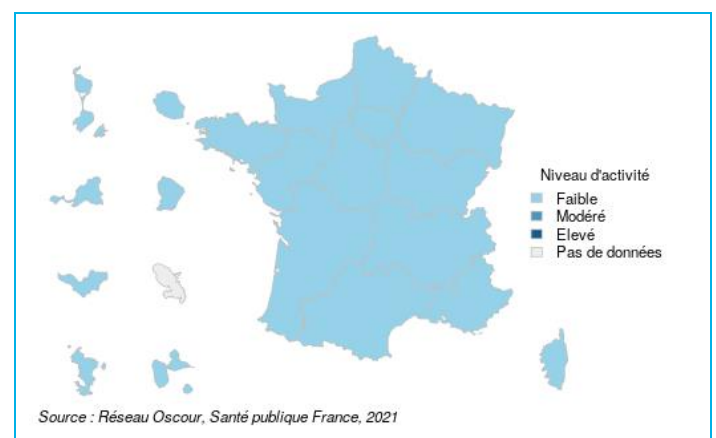 Niveau d'activité
Faible
Modéré
Elevé
Pas de données
Source : Réseau Oscour, Santé publique France, 2021